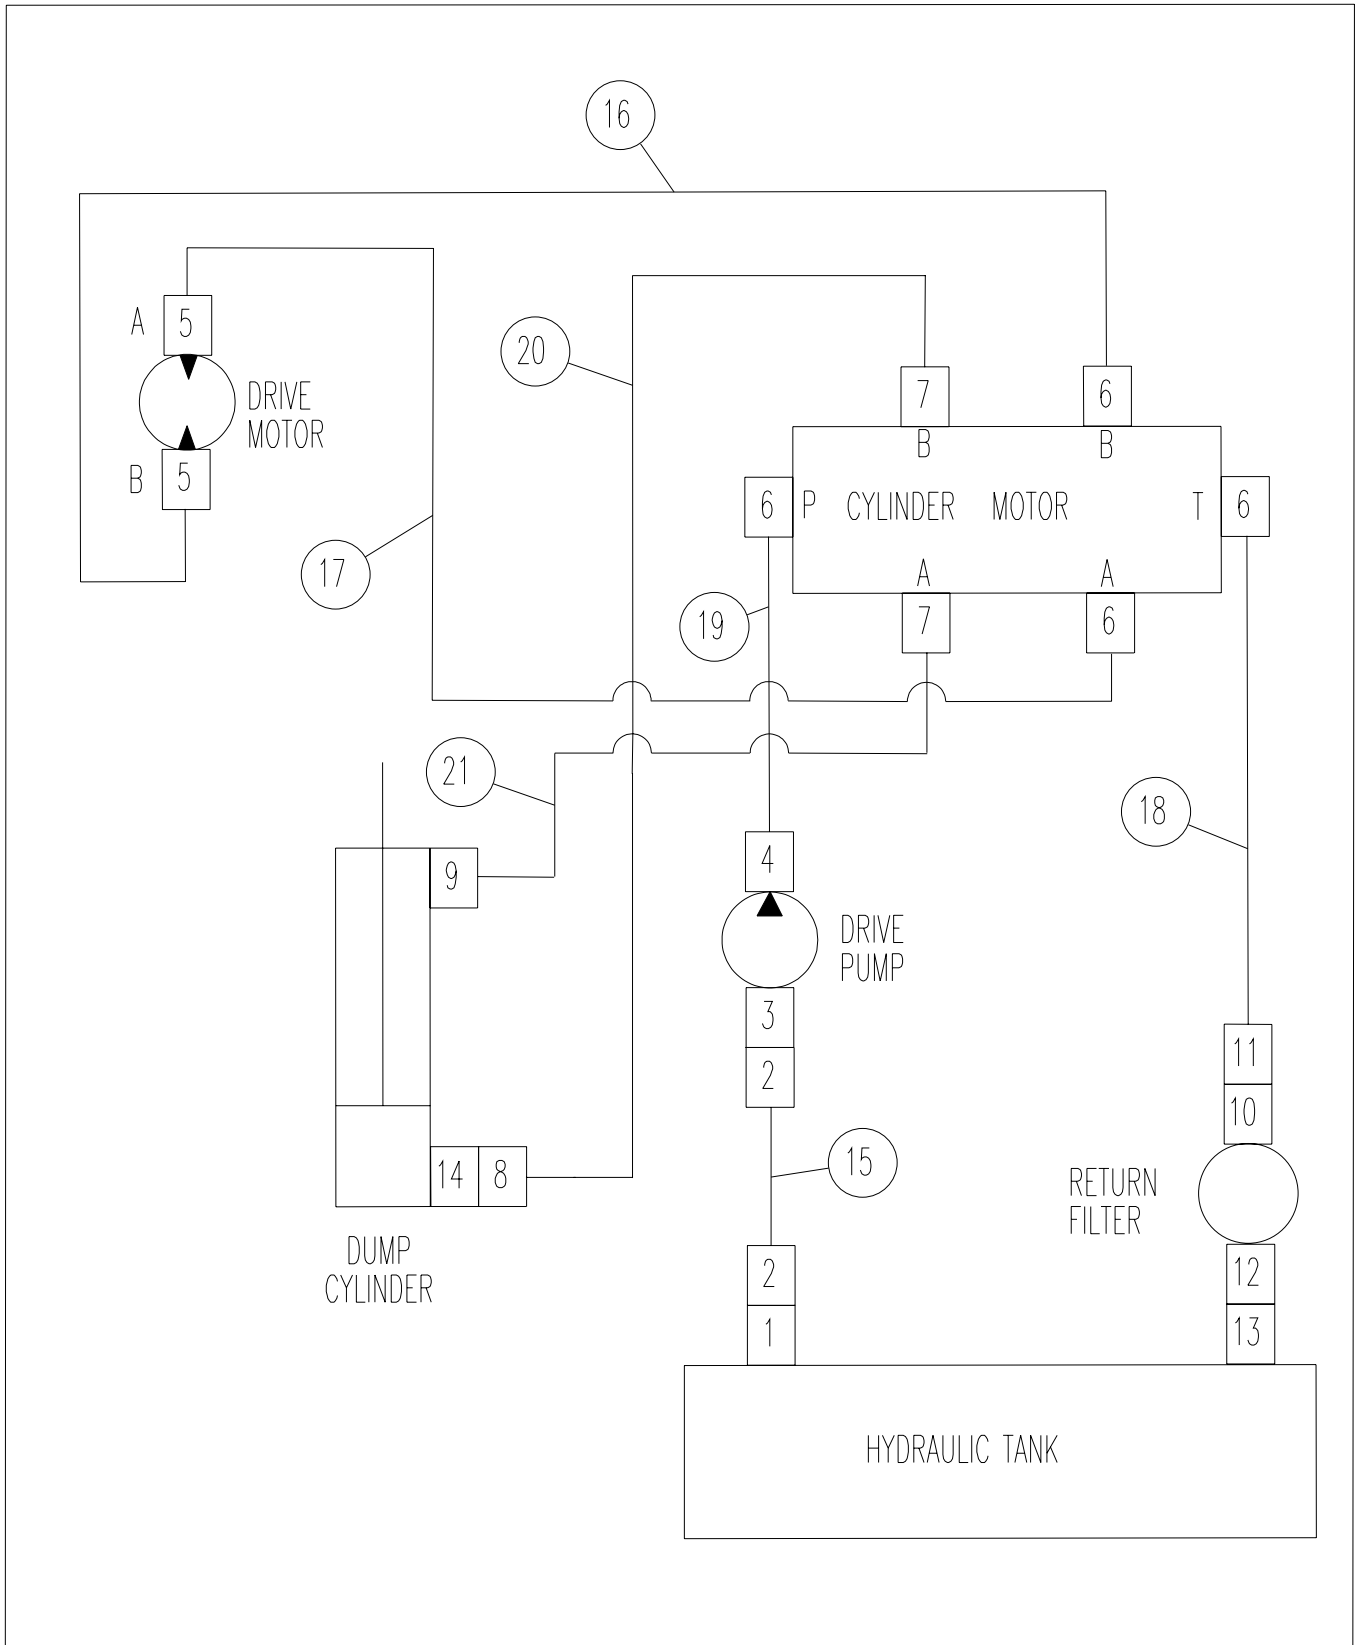 16
A 5
20
DRIVE
MOTOR
7
6
B
B
B 5
6 P CYLINDER MOTOR T 6
17
A
A
19
7
6
21
18
4
9
DRIVE
PUMP
3
11
2
10
15
14 8
RETURN
FILTER
DUMP
CYLINDER
2
12
1
13
HYDRAULIC TANK